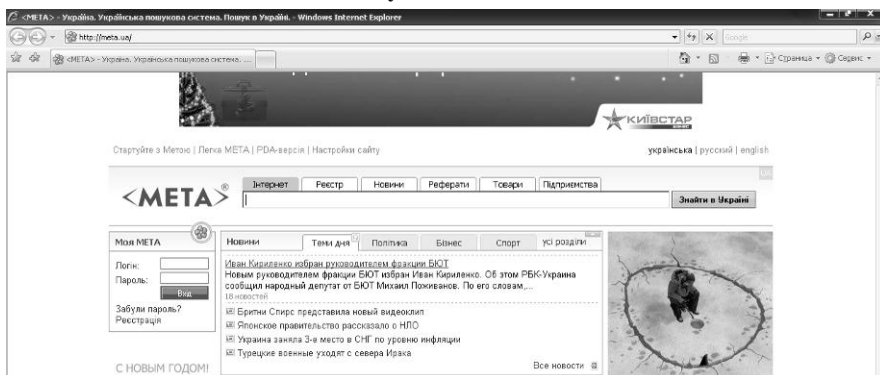 <META> - Україна. Українська пошукова система. Пошук в Україні. - Windows Internet Explorer
http://meta.ua/
Google
<META> - Україна. Українська пошукова система. ...
Страница
Сервис
КИЇВСТАР
БІЗНЕС
Стартуйте з Метою | Легка МЕТА | PDA-версія | Настройки сайту
українська | русский | english
<META>®
Інтернет Реєстр Новини Реферати Товари Підприємства
Знайти в Україні
Моя МЕТА
Логін:
Пароль:
Вхід
Забули пароль?
Реєстрація
С НОВЫМ ГОДОМ!
Новини Теми дня Політика Бізнес Спорт усі розділи
Иван Кириленко избран руководителем фракции БЮТ
Новым руководителем фракции БЮТ избран Иван Кириленко. Об этом РБК-Украина
сообщил народный депутат от БЮТ Михаил Поживанов. По его словам,...
18 новостей
Бритни Спирс представила новый видеоклип
Японское правительство рассказало о НЛО
Украина заняла 3-е место в СНГ по уровню инфляции
Турецкие военные уходят с севера Ирака
Все новости